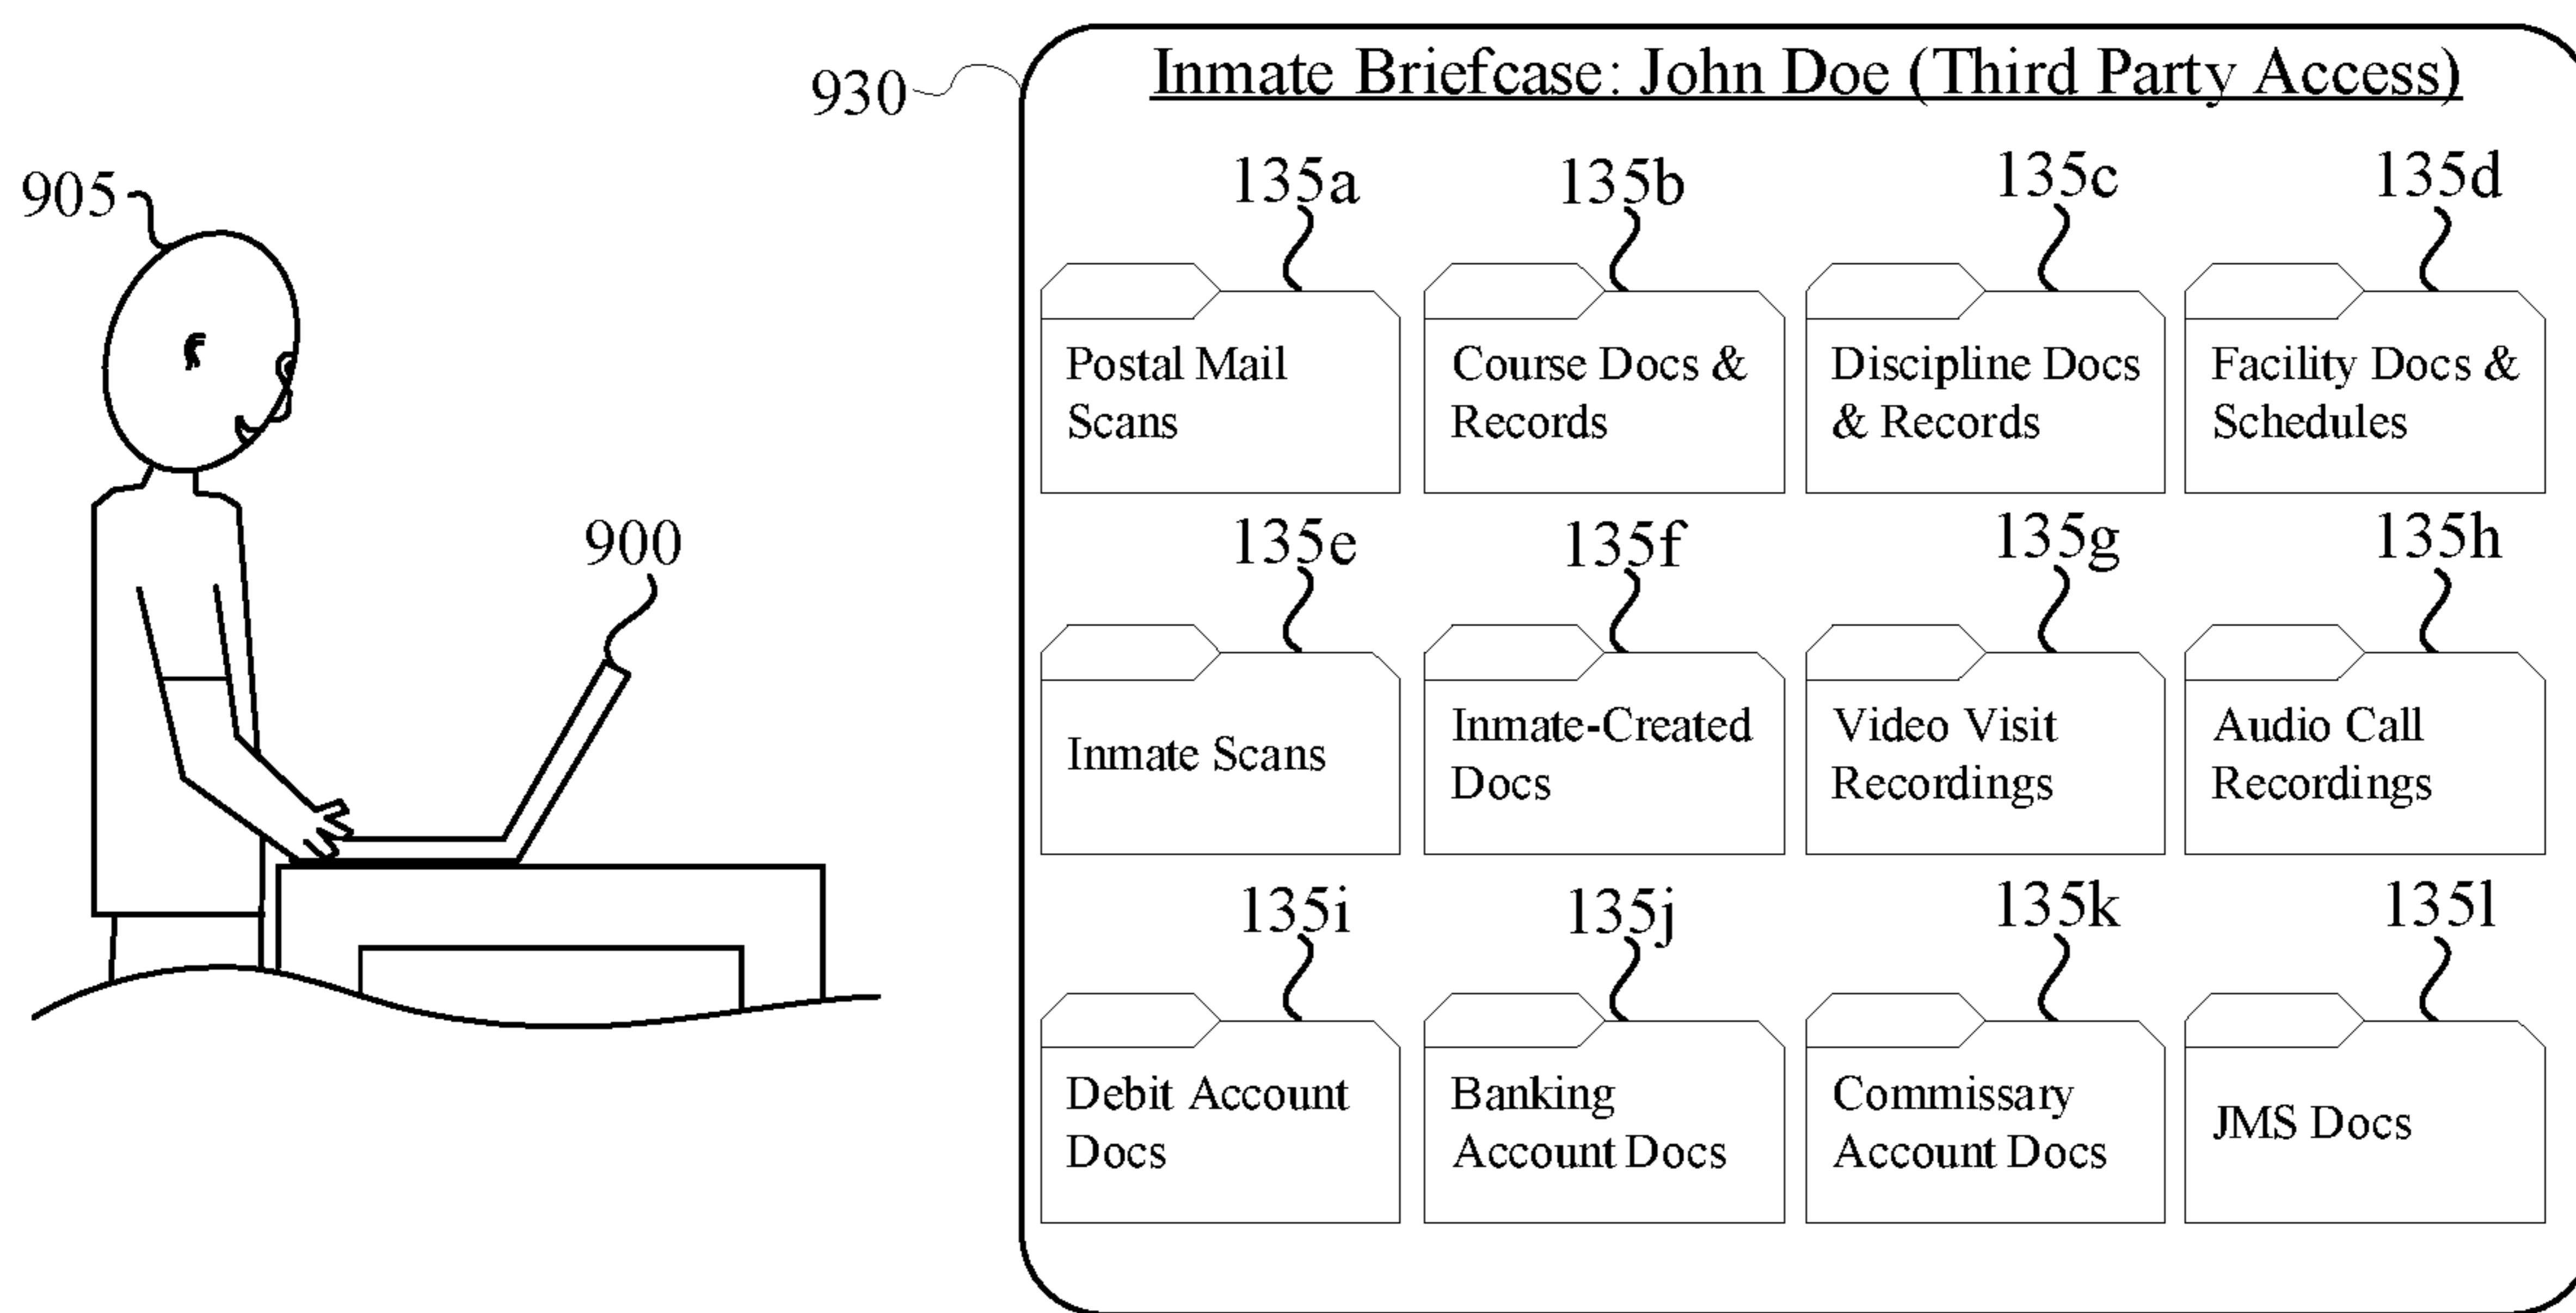 930
Inmate Briefcase: John Doe (Third Party Access)
905
135a
135b
135c
135d
Postal Mail
Scans
Course Docs &
Records
Discipline Docs
& Records
Facility Docs &
Schedules
900
135e
135f
135g
135h
Inmate Scans
Inmate-Created
Docs
Video Visit
Recordings
Audio Call
Recordings
135i
135j
135k
135l
Debit Account
Docs
Banking
Account Docs
Commissary
Account Docs
JMS Docs